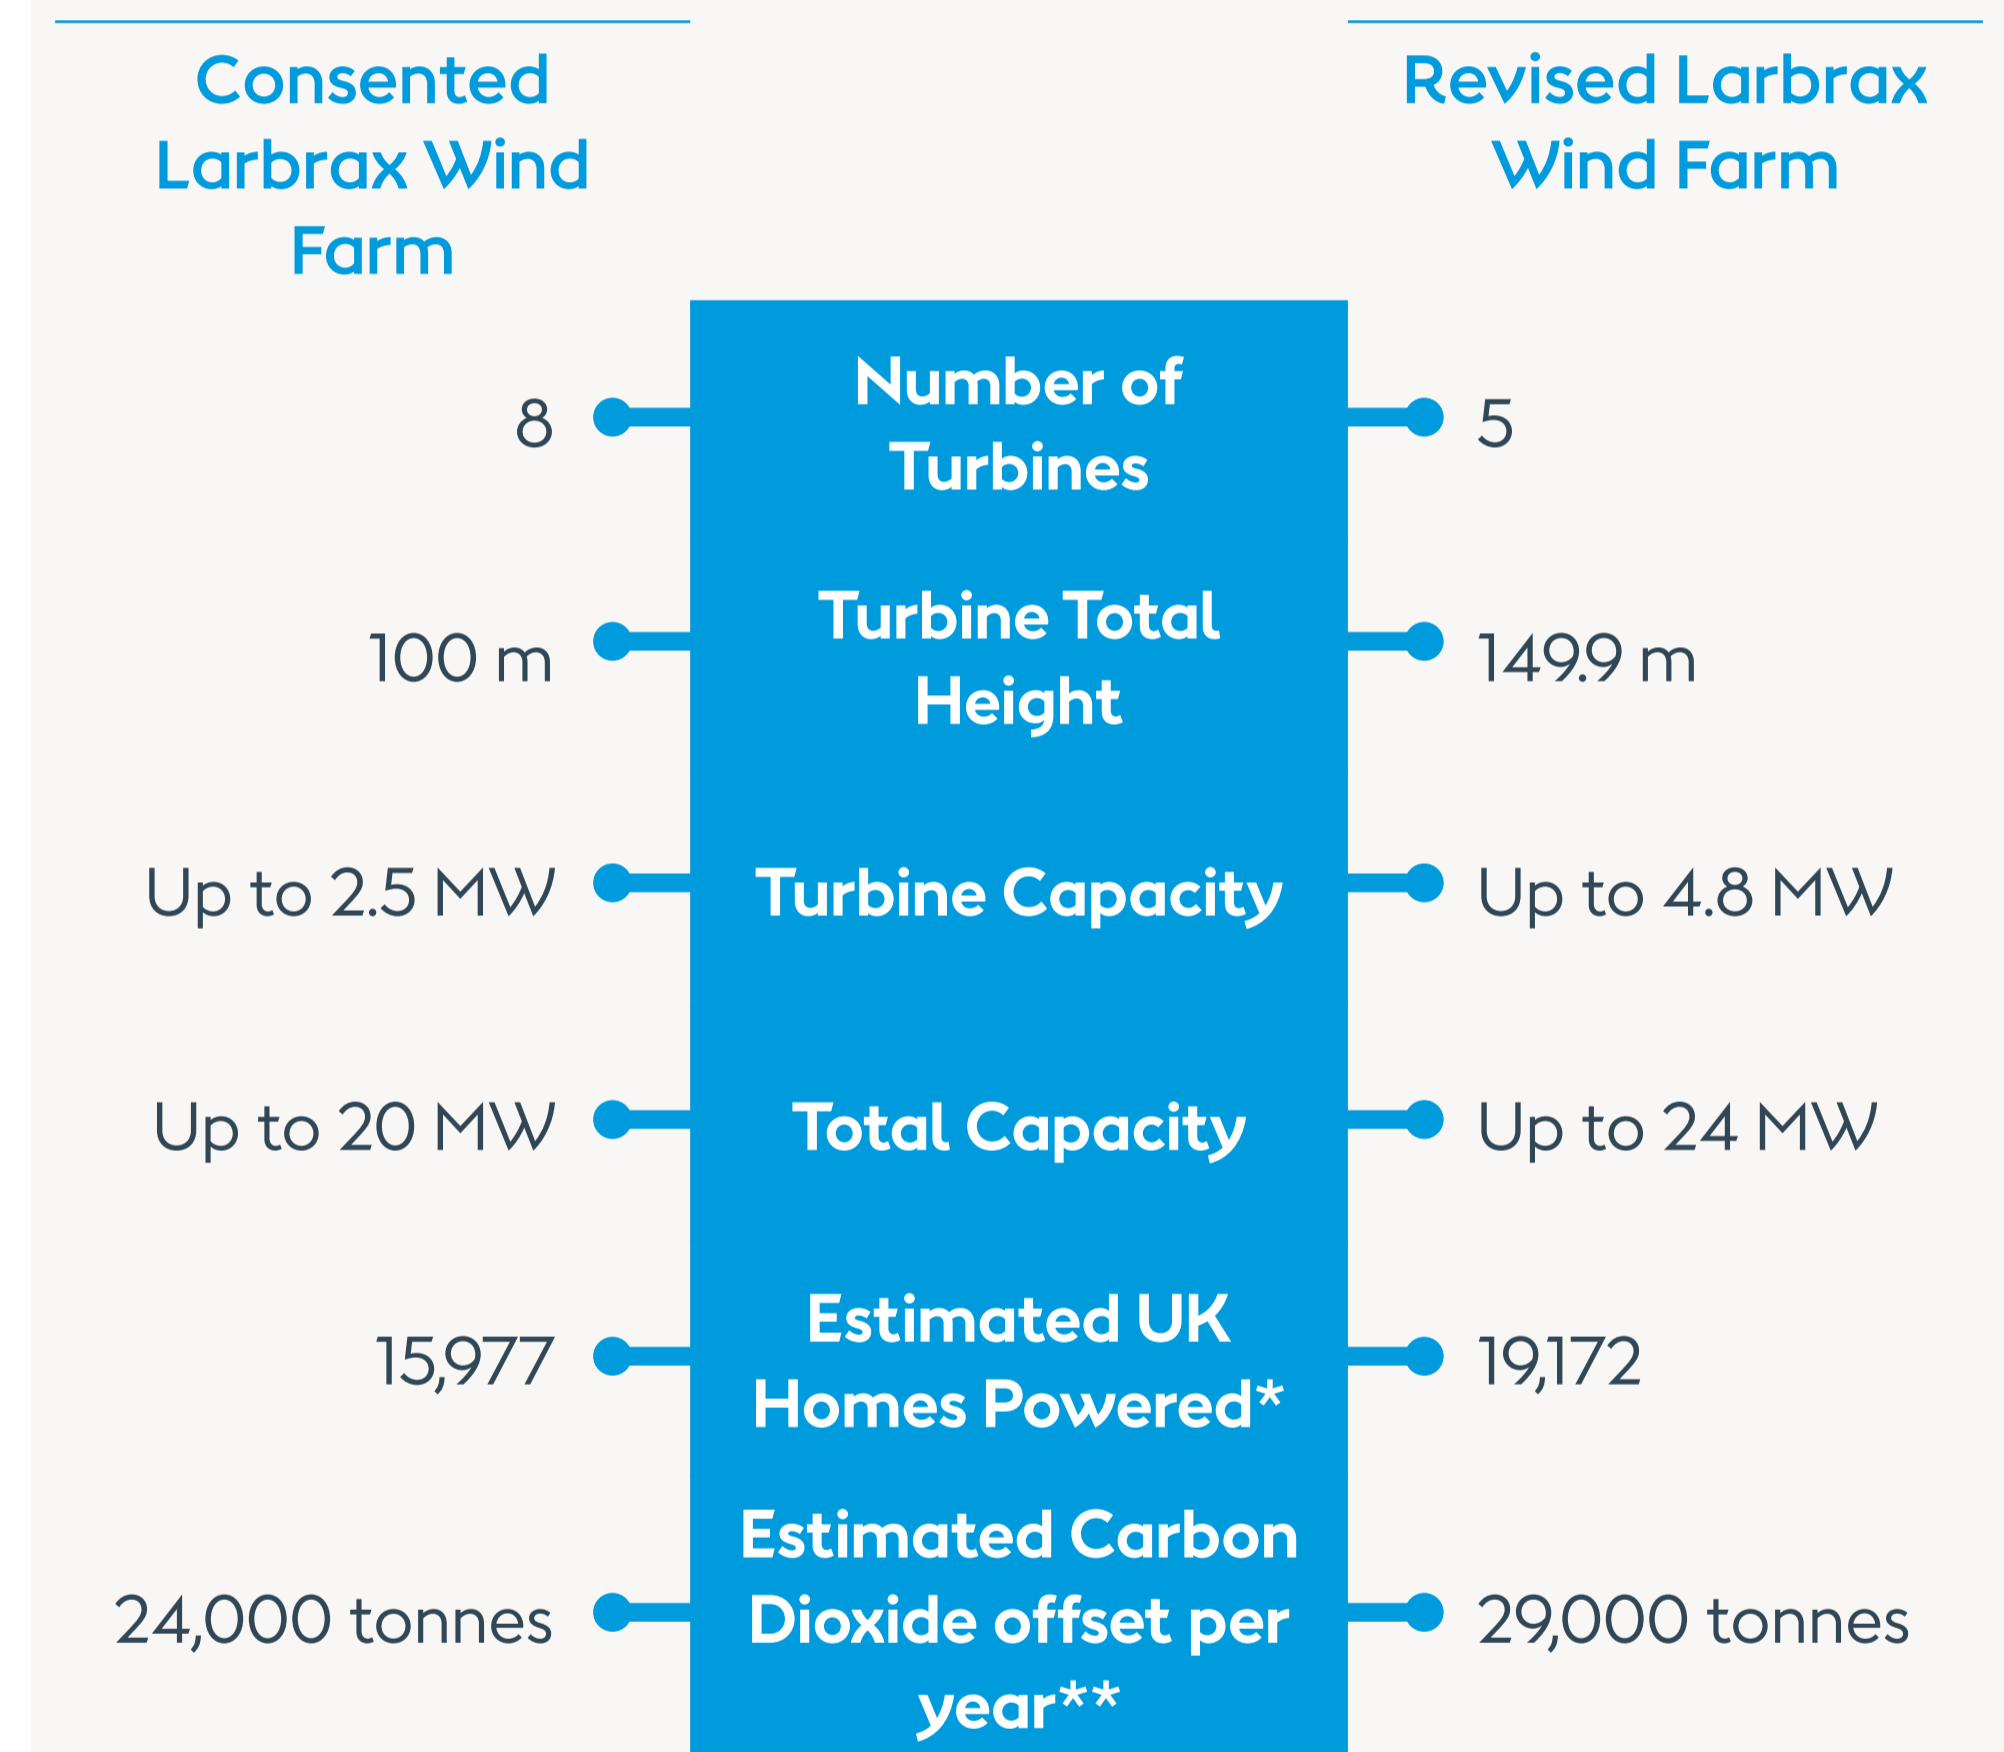 Consented
Larbrax Wind
Farm
Revised Larbrax
Wind Farm
8
Number of
Turbines
5
100 m
Turbine Total
Height
149.9 m
Up to 2.5 MW
Turbine Capacity
Up to 4.8 MW
Up to 20 MW
Total Capacity
Up to 24 MW
15,977
Estimated UK
Homes Powered*
19,172
24,000 tonnes
Estimated Carbon
Dioxide offset per
year**
29,000 tonnes